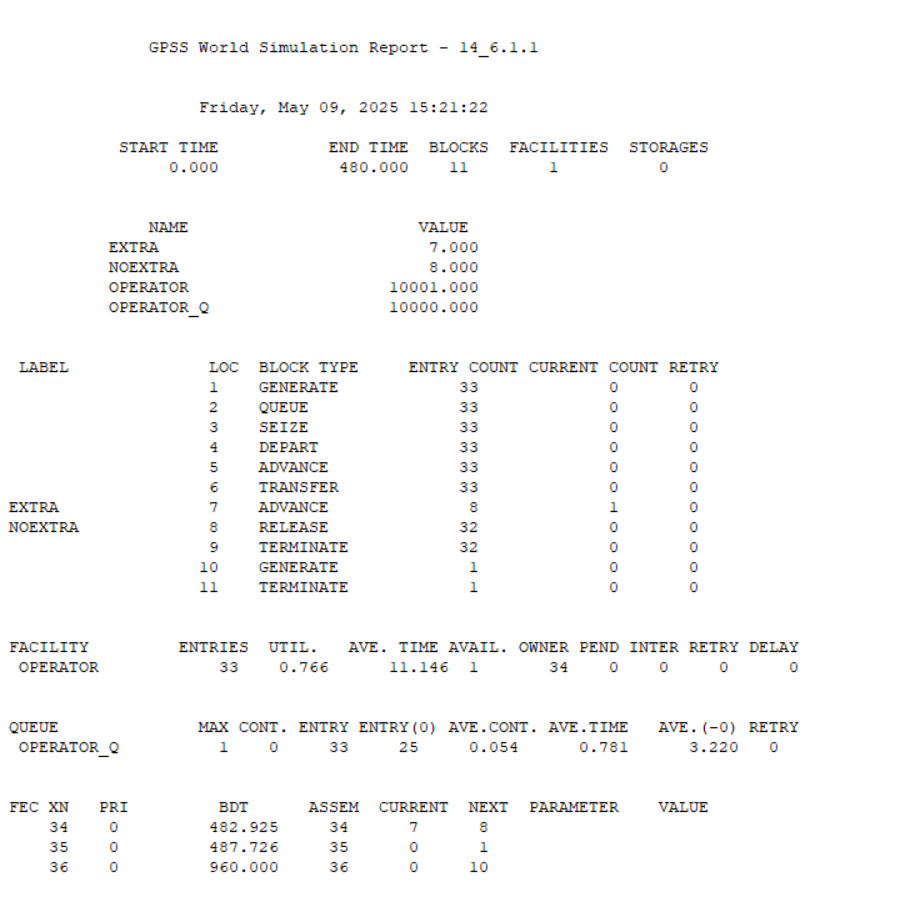 GPSS World Simulation Report - 14_6.1.1
Friday, May 09, 2025 15:21:22
START TIME END TIME BLOCKS FACILITIES STORAGES
0.000 480.000 11 1 0
NAME VALUE
EXTRA 7.000
NOEXTRA 8.000
OPERATOR 10001.000
OPERATOR_Q 10000.000
LABEL LOC BLOCK TYPE ENTRY COUNT CURRENT COUNT RETRY
1 GENERATE 33 0 0
2 QUEUE 33 0 0
3 SEIZE 33 0 0
4 DEPART 33 0 0
5 ADVANCE 33 0 0
6 TRANSFER 33 0 0
EXTRA 7 ADVANCE 8 1 0
NOEXTRA 8 RELEASE 32 0 0
9 TERMINATE 32 0 0
10 GENERATE 1 0 0
11 TERMINATE 1 0 0
FACILITY ENTRIES UTIL. AVE. TIME AVAIL. OWNER PEND INTER RETRY DELAY
OPERATOR 33 0.766 11.146 1 34 0 0 0 0
QUEUE MAX CONT. ENTRY ENTRY(0) AVE.CONT. AVE.TIME AVE.(-0) RETRY
OPERATOR_Q 1 0 33 25 0.054 0.781 3.220 0
FEC XN PRI BDT ASSEM CURRENT NEXT PARAMETER VALUE
34 0 482.925 34 7 8
35 0 487.726 35 0 1
36 0 960.000 36 0 10